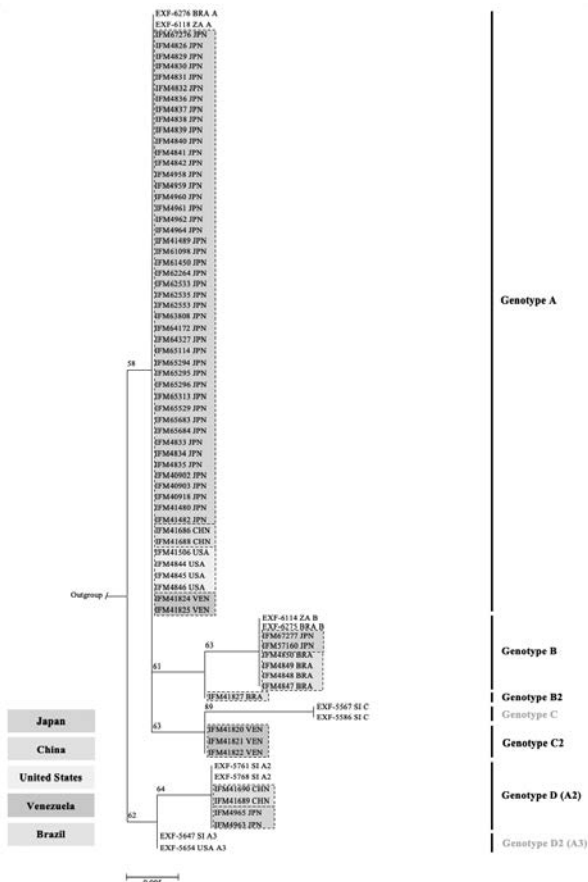 EXF-6276 BRA A
EXF-6118 ZA A
IFM67276 JPN
IFM4826 JPN
IFM4829 JPN
IFM4830 JPN
IFM4831 JPN
IFM4832 JPN
IFM4836 JPN
IFM4837 JPN
IFM4838 JPN
IFM4839 JPN
IFM4840 JPN
IFM4841 JPN
IFM4842 JPN
IFM4958 JPN
IFM4959 JPN
IFM4960 JPN
IFM4961 JPN
IFM4962 JPN
IFM4964 JPN
IFM41489 JPN
IFM61098 JPN
IFM61450 JPN
IFM62264 JPN
IFM62533 JPN
IFM62535 JPN
IFM62553 JPN
Genotype A
IFM63808 JPN
IFM64172 JPN
IFM64327 JPN
IFM65114 JPN
58
IFM65294 JPN
IFM65295 JPN
IFM65296 JPN
IFM65313 JPN
IFM65529 JPN
IFM65683 JPN
IFM65684 JPN
IFM4833 JPN
IFM4834 JPN
IFM4835 JPN
IFM40902 JPN
IFM40903 JPN
IFM40918 JPN
IFM41480 JPN
IFM41482 JPN
IFM41686 CHN
IFM41688 CHN
IFM41506 USA
IFM4844 USA
IFM4845 USA
IFM4846 USA
Outgroup
IFM41824 VEN
IFM41825 VEN
EXF-6114 ZA B
EXF-6275 BRA B
IFM67277 JPN
63
IFM57160 JPN
IFM4850 BRA
Genotype B
61
IFM4849 BRA
IFM4848 BRA
IFM4847 BRA
IFM41827 BRA
Genotype B2
89
EXF-5567 SI C
EXF-5586 SI C
Genotype C
63
IFM41820 VEN
IFM41821 VEN
IFM41822 VEN
Genotype C2
EXF-5761 SI A2
EXF-5768 SI A2
64
IFM41690 CHN
IFM41689 CHN
Genotype D (A2)
IFM4965 JPN
IFM4963 JPN
62
EXF-5647 SI A3
EXF-5654 USA A3
Genotype D2 (A3)
Japan
China
United States
Venezuela
Brazil
0.005